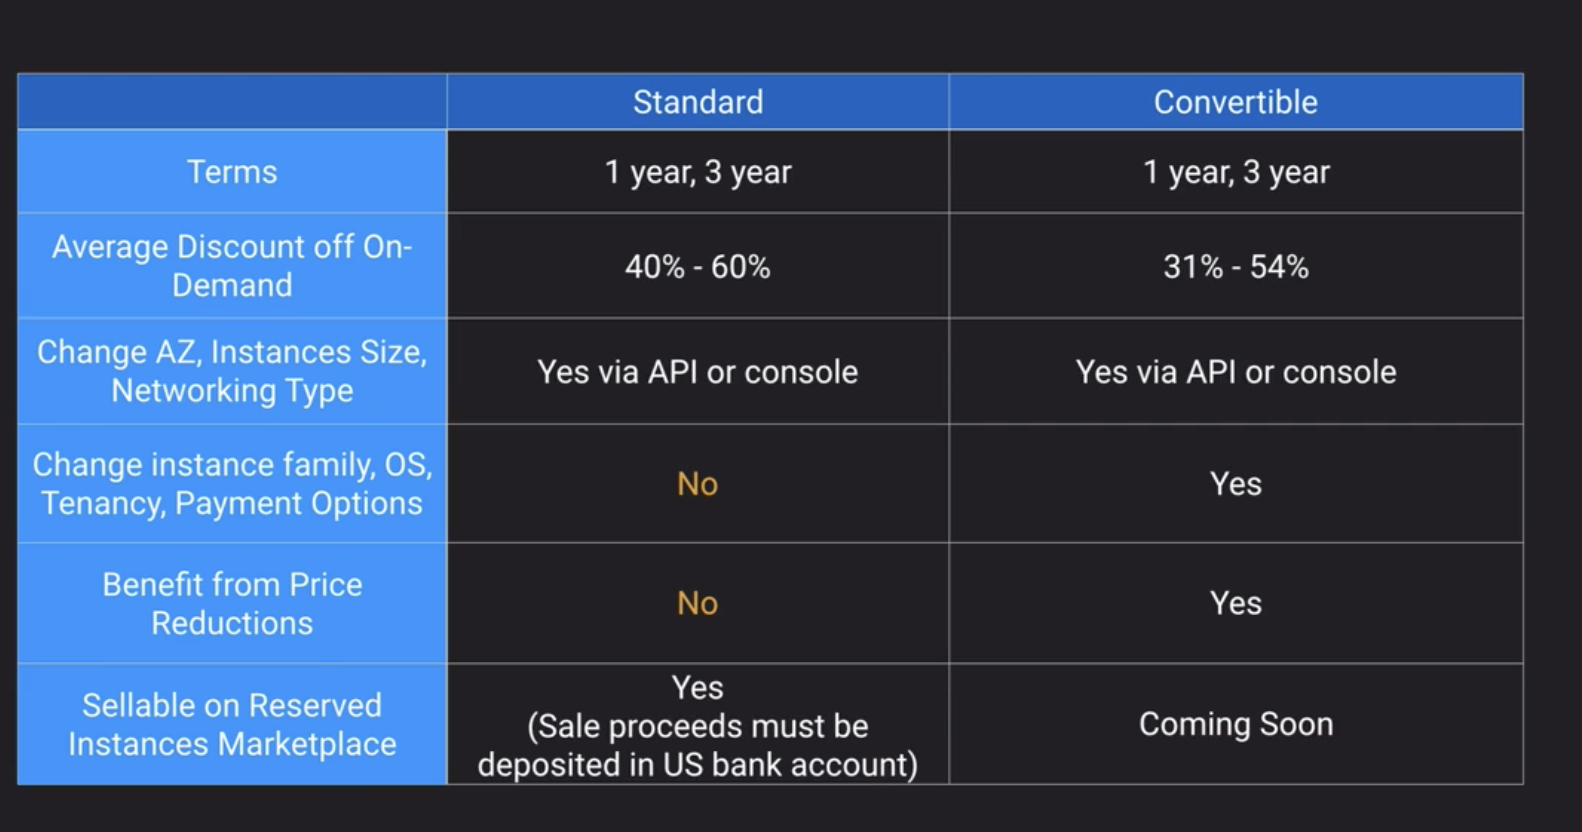 Standard
Convertible
Terms
1 year, 3 year
1 year, 3 year
Average Discount off On-
Demand
40% - 60%
31% - 54%
Change AZ, Instances Size,
Networking Type
Yes via API or console
Yes via API or console
Change instance family, OS,
Tenancy, Payment Options
No
Yes
Benefit from Price
Reductions
No
Yes
Sellable on Reserved
Instances Marketplace
Yes
(Sale proceeds must be
deposited in US bank account)
Coming Soon